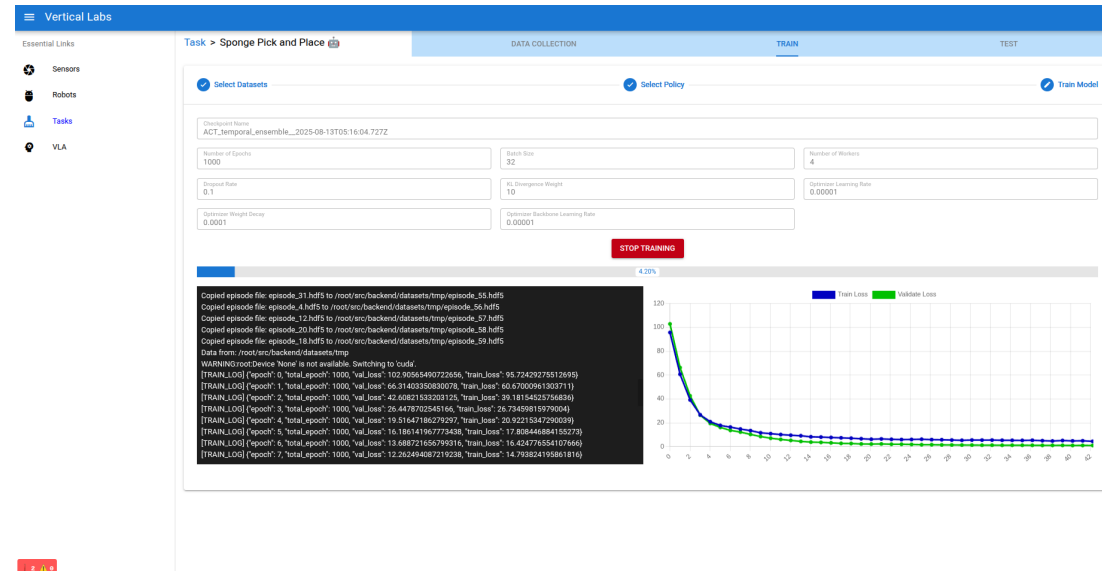 Vertical Labs
Essential Links
Sensors
Robots
Tasks
VLA
Task > Sponge Pick and Place 🤖
DATA COLLECTION
TRAIN
TEST
Select Datasets
Select Policy
Train Model
Checkpoint Name
ACT_temporal_ensemble__2025-08-13T05:16:04.727Z
Number of Epochs
1000
Batch Size
32
Number of Workers
4
Dropout Rate
0.1
KL Divergence Weight
10
Optimizer Learning Rate
0.00001
Optimizer Weight Decay
0.0001
Optimizer Backbone Learning Rate
0.00001
STOP TRAINING
4.20%
Copied episode file: episode_31.hdf5 to /root/src/backend/datasets/tmp/episode_55.hdf5
Copied episode file: episode_4.hdf5 to /root/src/backend/datasets/tmp/episode_56.hdf5
Copied episode file: episode_12.hdf5 to /root/src/backend/datasets/tmp/episode_57.hdf5
Copied episode file: episode_20.hdf5 to /root/src/backend/datasets/tmp/episode_58.hdf5
Copied episode file: episode_18.hdf5 to /root/src/backend/datasets/tmp/episode_59.hdf5
Data from: /root/src/backend/datasets/tmp
WARNING:root:Device 'None' is not available. Switching to 'cuda'.
[TRAIN_LOG] {"epoch": 0, "total_epoch": 1000, "val_loss": 102.90565490722656, "train_loss": 95.72429275512695}
[TRAIN_LOG] {"epoch": 1, "total_epoch": 1000, "val_loss": 66.31403350830078, "train_loss": 60.67000961303711}
[TRAIN_LOG] {"epoch": 2, "total_epoch": 1000, "val_loss": 42.60821533203125, "train_loss": 39.18154525756836}
[TRAIN_LOG] {"epoch": 3, "total_epoch": 1000, "val_loss": 26.4478702545166, "train_loss": 26.73459815979004}
[TRAIN_LOG] {"epoch": 4, "total_epoch": 1000, "val_loss": 19.51647186279297, "train_loss": 20.92215347290039}
[TRAIN_LOG] {"epoch": 5, "total_epoch": 1000, "val_loss": 16.186141967773438, "train_loss": 17.808446884155273}
[TRAIN_LOG] {"epoch": 6, "total_epoch": 1000, "val_loss": 13.688721656799316, "train_loss": 16.424776554107666}
[TRAIN_LOG] {"epoch": 7, "total_epoch": 1000, "val_loss": 12.262494087219238, "train_loss": 14.793824195861816}
Train Loss
Validate Loss
120
100
80
60
40
20
0
0 2 4 6 8 10 12 14 16 18 20 22 24 26 28 30 32 34 36 38 40 42